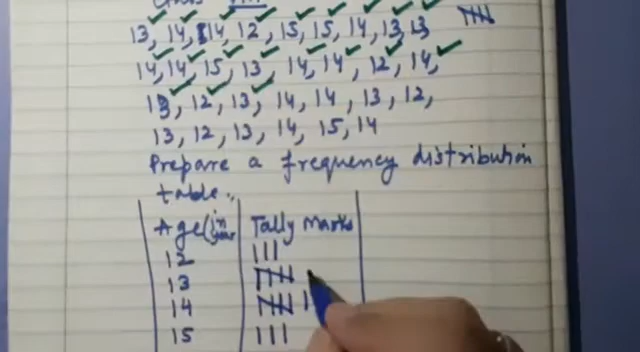 13, 14, 14, 12, 15, 15, 14, 13, 13
14, 14, 15, 13, 14, 14, 12, 14,
13, 12, 13, 14, 14, 13, 12,
13, 12, 13, 14, 15, 14
Prepare a frequency distribution
table.
Age (in year Tally Marks
12 |||
13 ||||
14 |||| |
15 |||